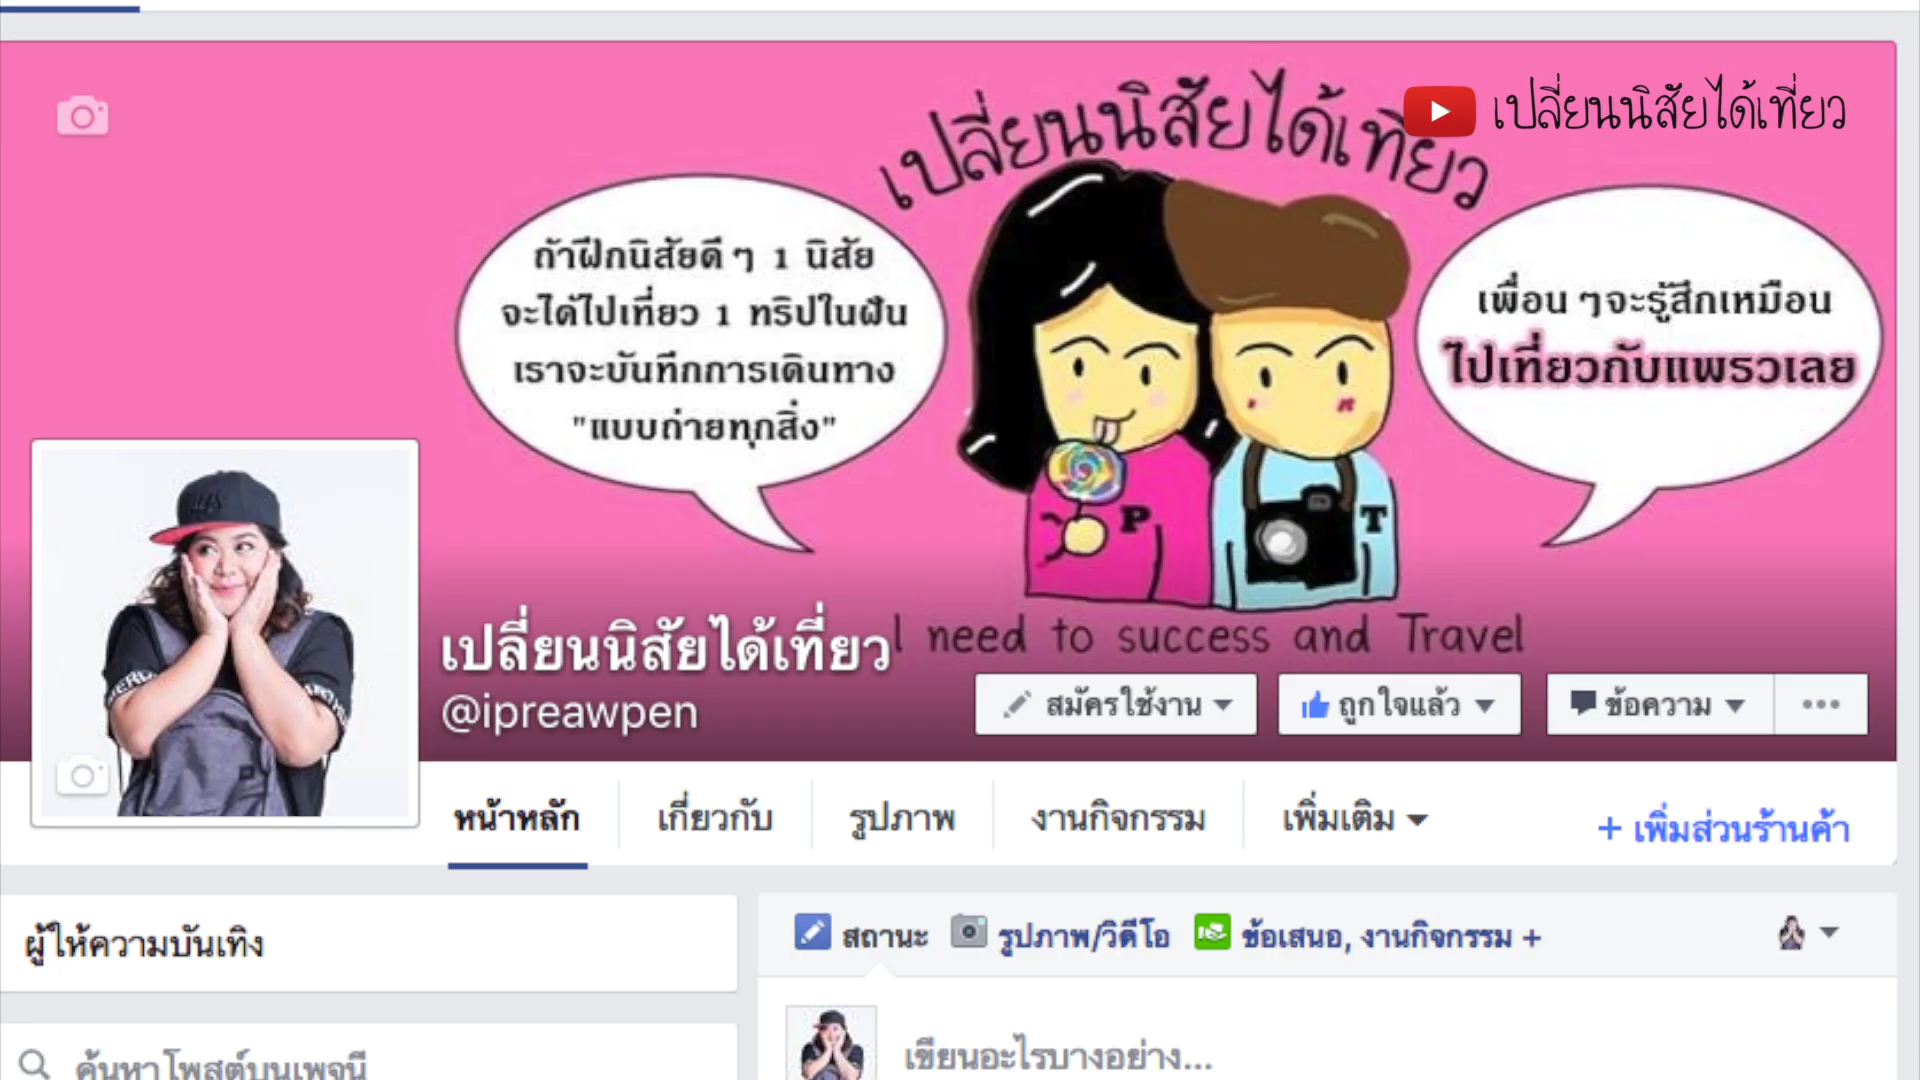 เปลี่ยนนิสัยได้เที่ยว
เปลี่ยนนิสัยได้เที่ยว
ถ้าฝึกนิสัยดี ๆ 1 นิสัย
จะได้ไปเที่ยว 1 ทริปในฝัน
เราจะบันทึกการเดินทาง
"แบบถ่ายทุกสิ่ง"
เพื่อน ๆจะรู้สึกเหมือน
ไปเที่ยวกับแพรวเลย
P
T
I need to success and Travel
เปลี่ยนนิสัยได้เที่ยว
@ipreawpen
สมัครใช้งาน
ถูกใจแล้ว
ข้อความ
หน้าหลัก
เกี่ยวกับ
รูปภาพ
งานกิจกรรม
เพิ่มเติม
+ เพิ่มส่วนร้านค้า
ผู้ให้ความบันเทิง
สถานะ
รูปภาพ/วิดีโอ
ข้อเสนอ, งานกิจกรรม +
ค้นหาโพสต์บนเพจนี้
เขียนอะไรบางอย่าง...